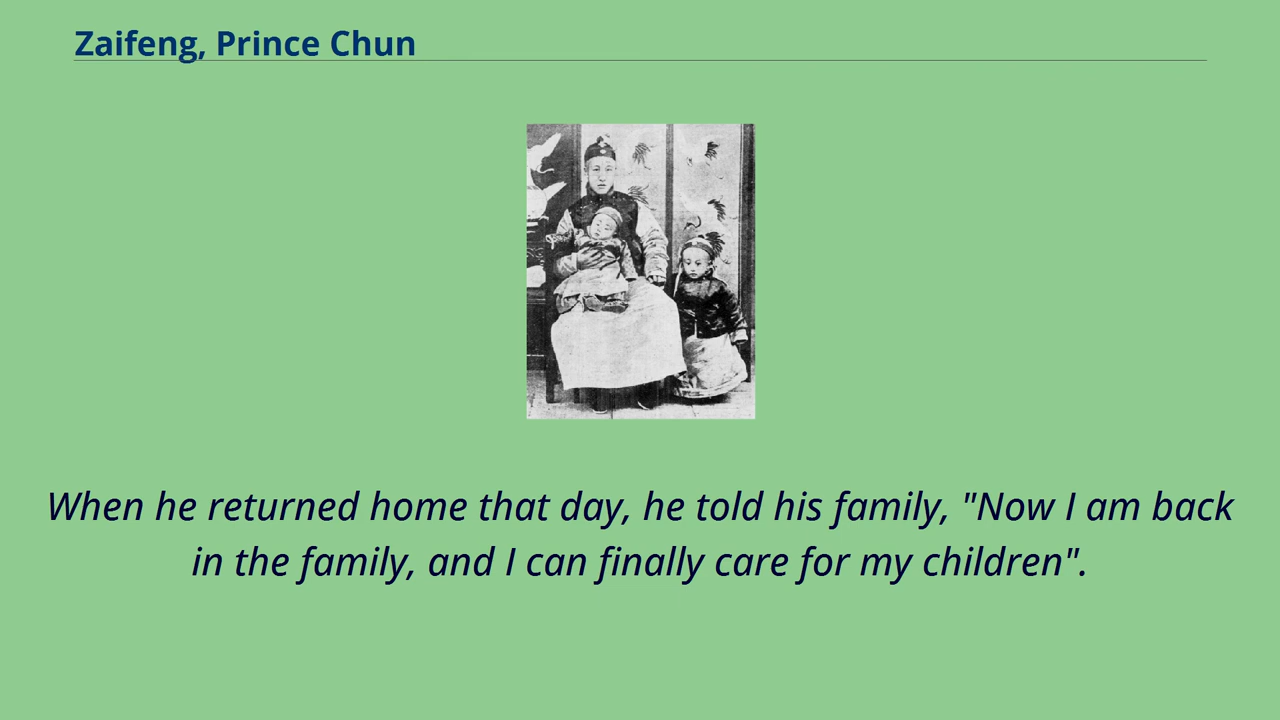 Zaifeng, Prince Chun
When he returned home that day, he told his family, "Now I am back
in the family, and I can finally care for my children".